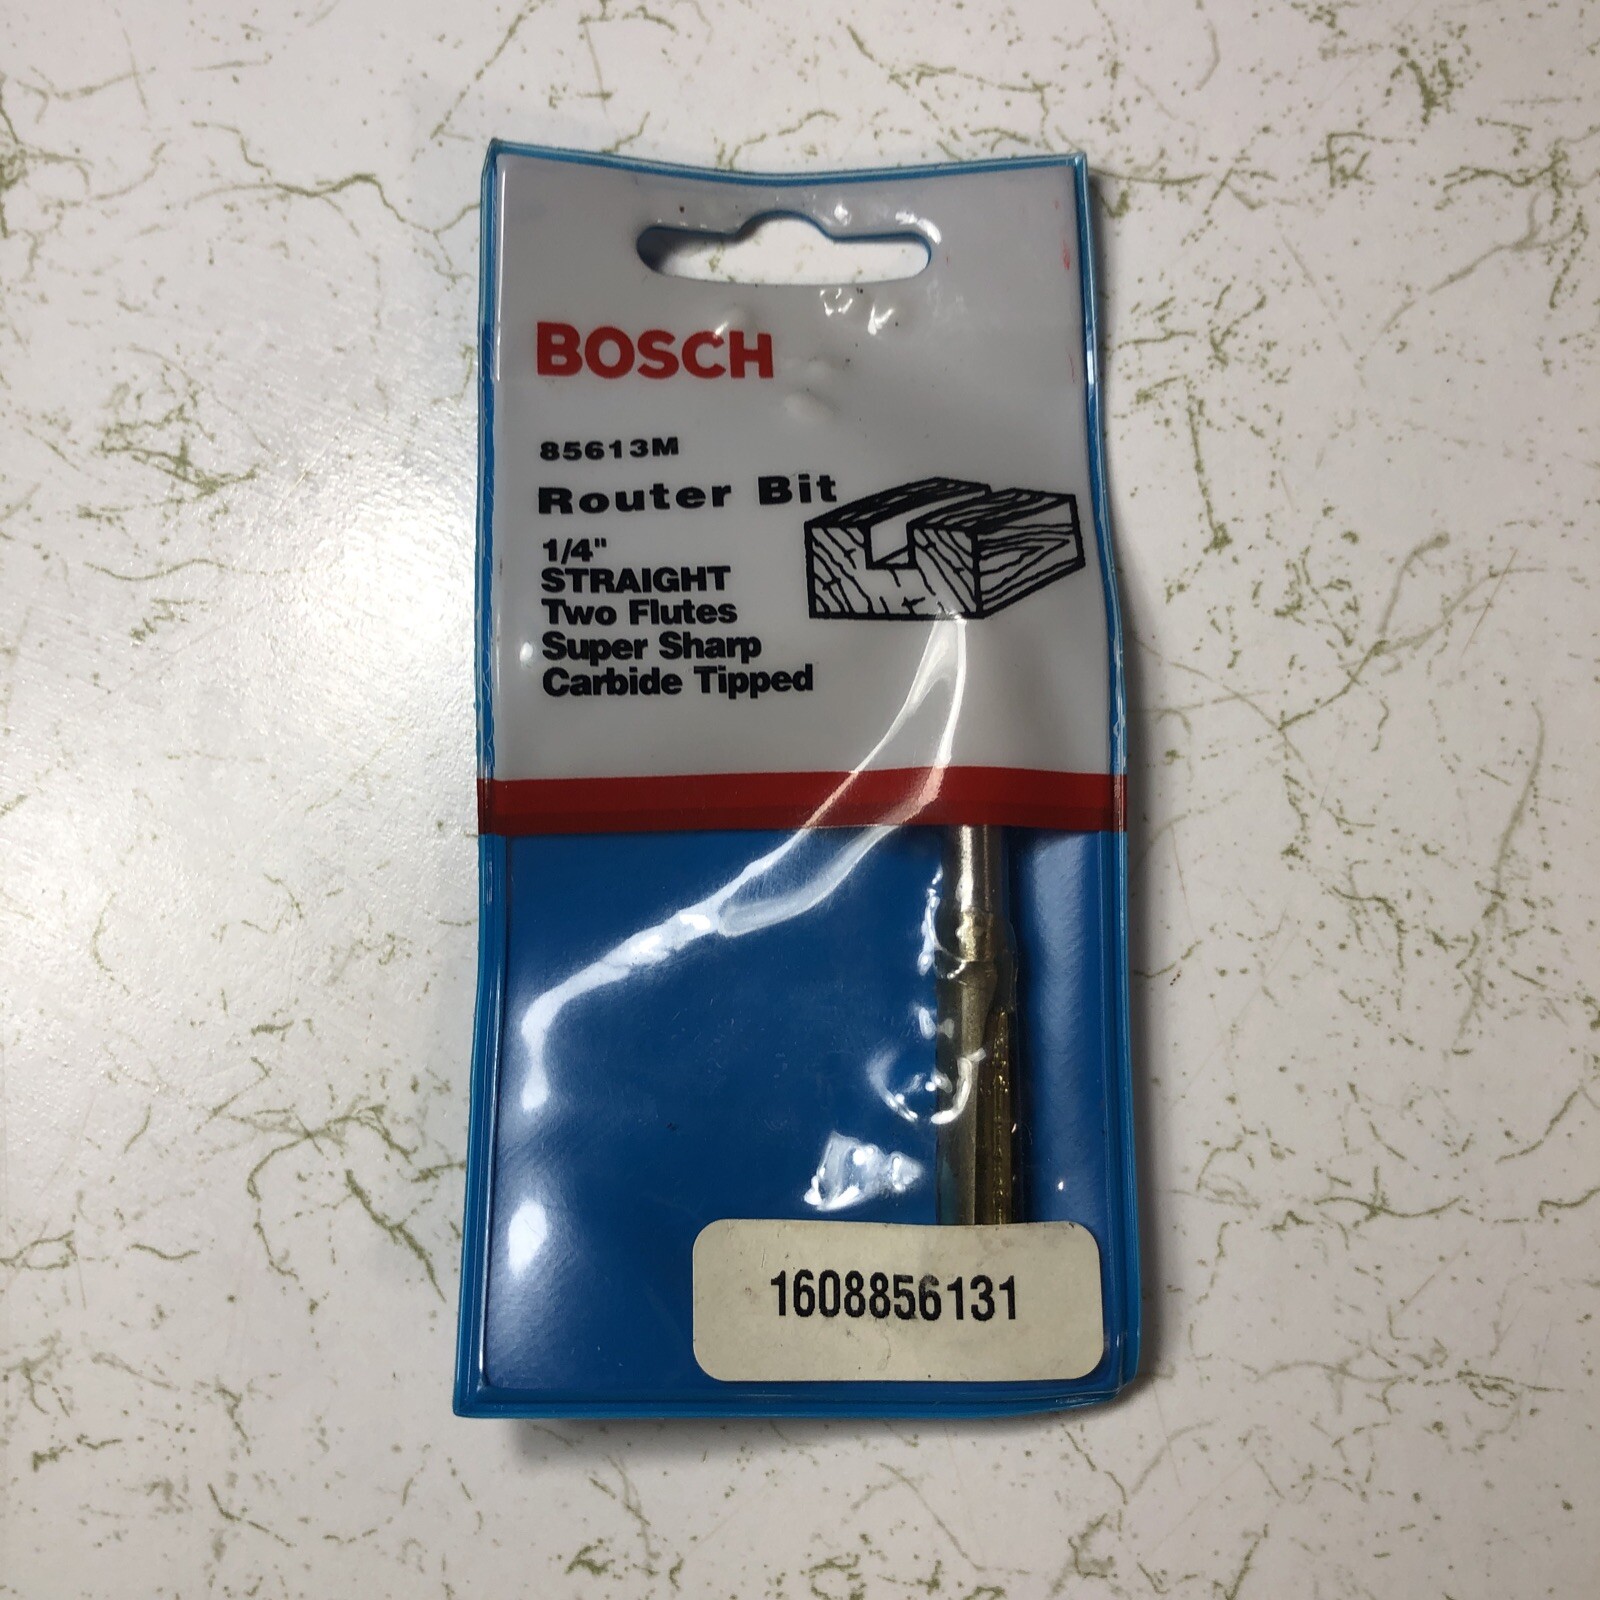 BOSCH
85613M
Router Bit
1/4"
STRAIGHT
Two Flutes
Super Sharp
Carbide Tipped
1608856131